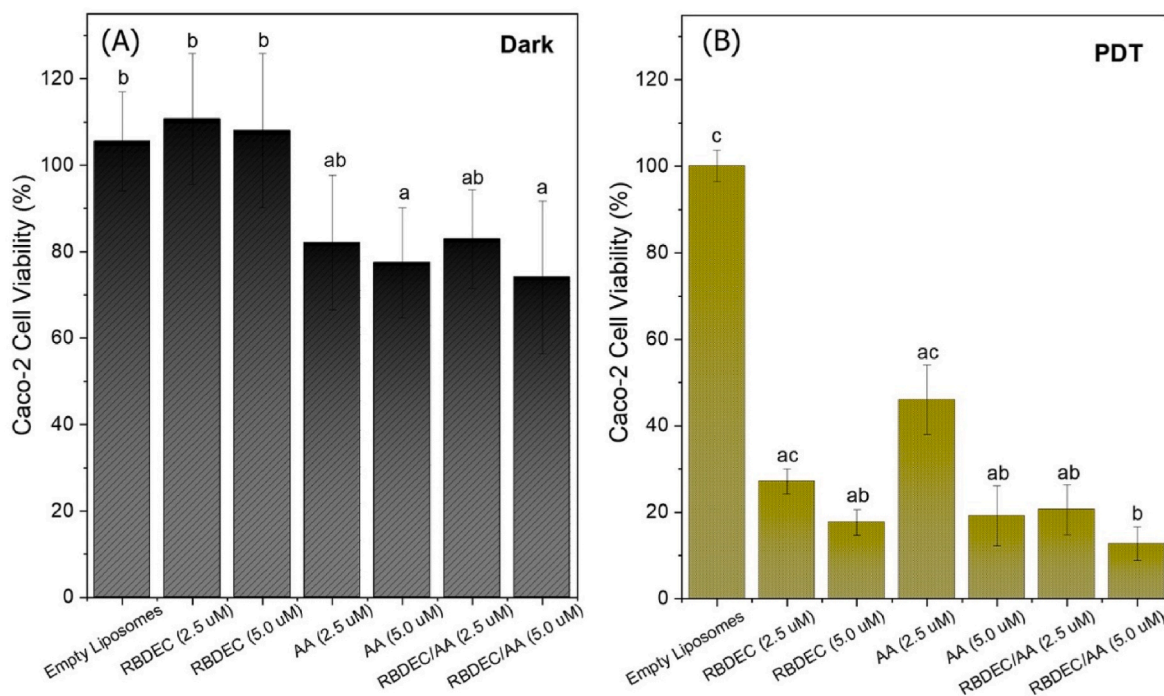 (A)
Dark
b
b
b
ab
a
ab
a
Caco-2 Cell Viability (%)
120
100
80
60
40
20
0
Empty Liposomes
RBDEC (2.5 uM)
RBDEC (5.0 uM)
AA (2.5 uM)
AA (5.0 uM)
RBDEC/AA (2.5 uM)
RBDEC/AA (5.0 uM)
(B)
PDT
c
ac
ab
ac
ab
ab
b
Caco-2 Cell Viability (%)
120
100
80
60
40
20
0
Empty Liposomes
RBDEC (2.5 uM)
RBDEC (5.0 uM)
AA (2.5 uM)
AA (5.0 uM)
RBDEC/AA (2.5 uM)
RBDEC/AA (5.0 uM)